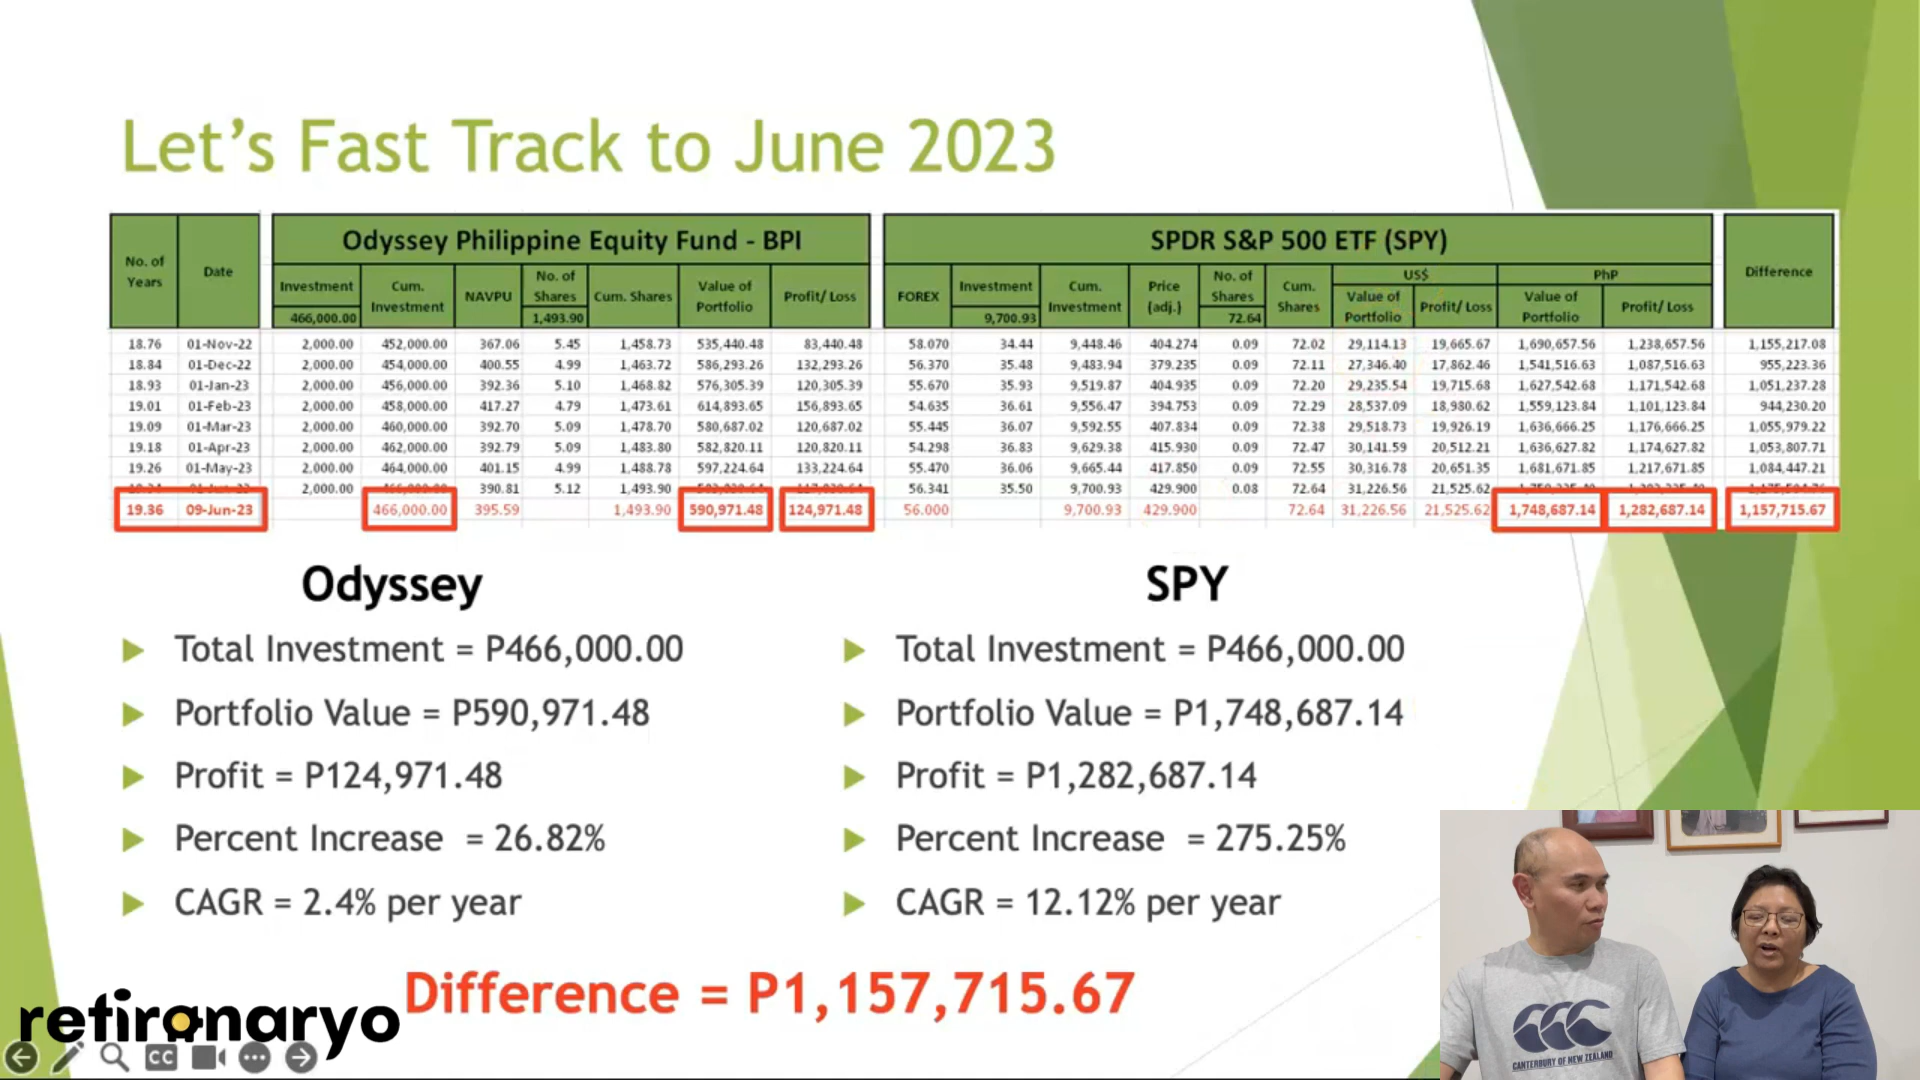 Let's Fast Track to June 2023
No. of Years Date Odyssey Philippine Equity Fund - BPI SPDR S&P 500 ETF (SPY) Difference
Investment Cum. Investment NAVPU No. of Shares Cum. Shares Value of Portfolio Profit/ Loss FOREX Investment Cum. Investment Price (adj.) No. of Shares Cum. Shares US$ PhP
Value of Portfolio Profit/ Loss Value of Portfolio Profit/ Loss
466,000.00 1,493.90 9,700.93 72.64
18.76 01-Nov-22 2,000.00 452,000.00 367.06 5.45 1,458.73 535,440.48 83,440.48 58.070 34.44 9,448.46 404.274 0.09 72.02 29,114.13 19,665.67 1,690,657.56 1,238,657.56 1,155,217.08
18.84 01-Dec-22 2,000.00 454,000.00 400.55 4.99 1,463.72 586,293.26 132,293.26 56.370 35.48 9,483.94 379.235 0.09 72.11 27,346.40 17,862.46 1,541,516.63 1,087,516.63 955,223.36
18.93 01-Jan-23 2,000.00 456,000.00 392.36 5.10 1,468.82 576,305.39 120,305.39 55.670 35.93 9,519.87 404.935 0.09 72.20 29,235.54 19,715.68 1,627,542.68 1,171,542.68 1,051,237.28
19.01 01-Feb-23 2,000.00 458,000.00 417.27 4.79 1,473.61 614,893.65 156,893.65 54.635 36.61 9,556.47 394.753 0.09 72.29 28,537.09 18,980.62 1,559,123.84 1,101,123.84 944,230.20
19.09 01-Mar-23 2,000.00 460,000.00 392.70 5.09 1,478.70 580,687.02 120,687.02 55.445 36.07 9,592.55 407.834 0.09 72.38 29,518.73 19,926.19 1,636,666.25 1,176,666.25 1,055,979.22
19.18 01-Apr-23 2,000.00 462,000.00 392.79 5.09 1,483.80 582,820.11 120,820.11 54.298 36.83 9,629.38 415.930 0.09 72.47 30,141.59 20,512.21 1,636,627.82 1,174,627.82 1,053,807.71
19.26 01-May-23 2,000.00 464,000.00 401.15 4.99 1,488.78 597,224.64 133,224.64 55.470 36.06 9,665.44 417.850 0.09 72.55 30,316.78 20,651.35 1,681,671.85 1,217,671.85 1,084,447.21
2,000.00 390.81 5.12 1,493.90 56.341 35.50 9,700.93 429.900 0.08 72.64 31,226.56 21,525.62
19.36 09-Jun-23 466,000.00 395.59 1,493.90 590,971.48 124,971.48 56.000 9,700.93 429.900 72.64 31,226.56 21,525.62 1,748,687.14 1,282,687.14 1,157,715.67
Odyssey
Total Investment = P466,000.00
Portfolio Value = P590,971.48
Profit = P124,971.48
Percent Increase = 26.82%
CAGR = 2.4% per year
SPY
Total Investment = P466,000.00
Portfolio Value = P1,748,687.14
Profit = P1,282,687.14
Percent Increase = 275.25%
CAGR = 12.12% per year
Difference = P1,157,715.67
retironaryo
CC
CCC
CANTERBURY OF NEW ZEALAND